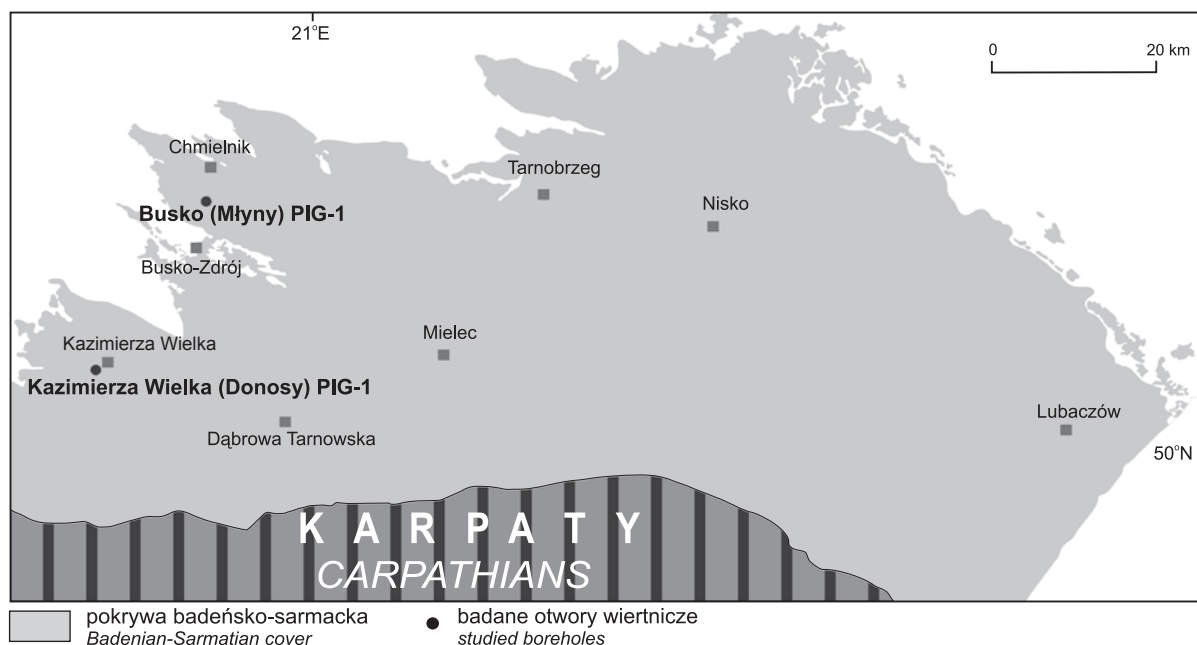 21°E
0 20 km
Chmielnik
Tarnobrzeg
Busko (Młyny) PIG-1
Nisko
Busko-Zdrój
Kazimierza Wielka
Mielec
Kazimierza Wielka (Donosy) PIG-1
Lubaczów
Dąbrowa Tarnowska
50°N
KARPATY
CARPATHIANS
pokrywa badeńsko-sarmacka
Badenian-Sarmatian cover
badane otwory wiertnicze
studied boreholes